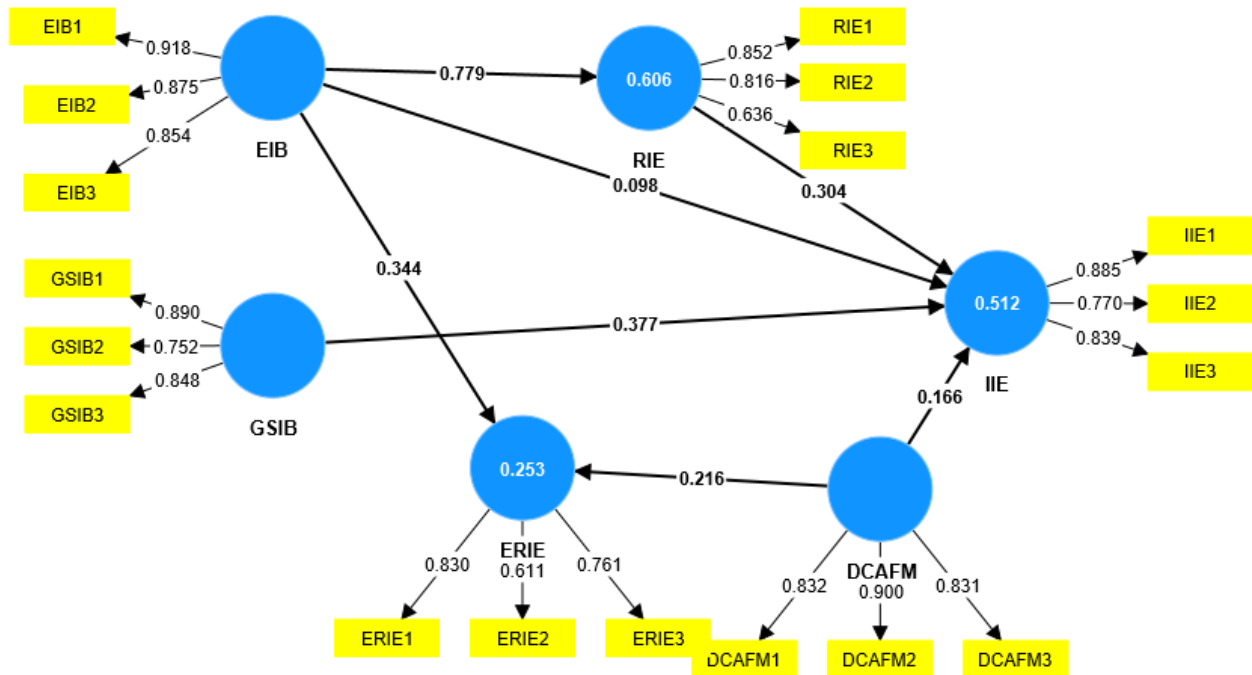 EIB1
0.918
EIB2
0.875
EIB3
0.854
EIB
0.779
0.606
RIE
RIE1
0.852
RIE2
0.816
RIE3
0.636
0.098
0.304
0.344
GSIB1
0.890
GSIB2
0.752
GSIB3
0.848
GSIB
0.377
0.512
IIE
IIE1
0.885
IIE2
0.770
IIE3
0.839
0.166
0.253
0.216
ERIE
0.830
0.611
0.761
ERIE1
ERIE2
ERIE3
DCAFM
0.832
0.900
0.831
DCAFM1
DCAFM2
DCAFM3